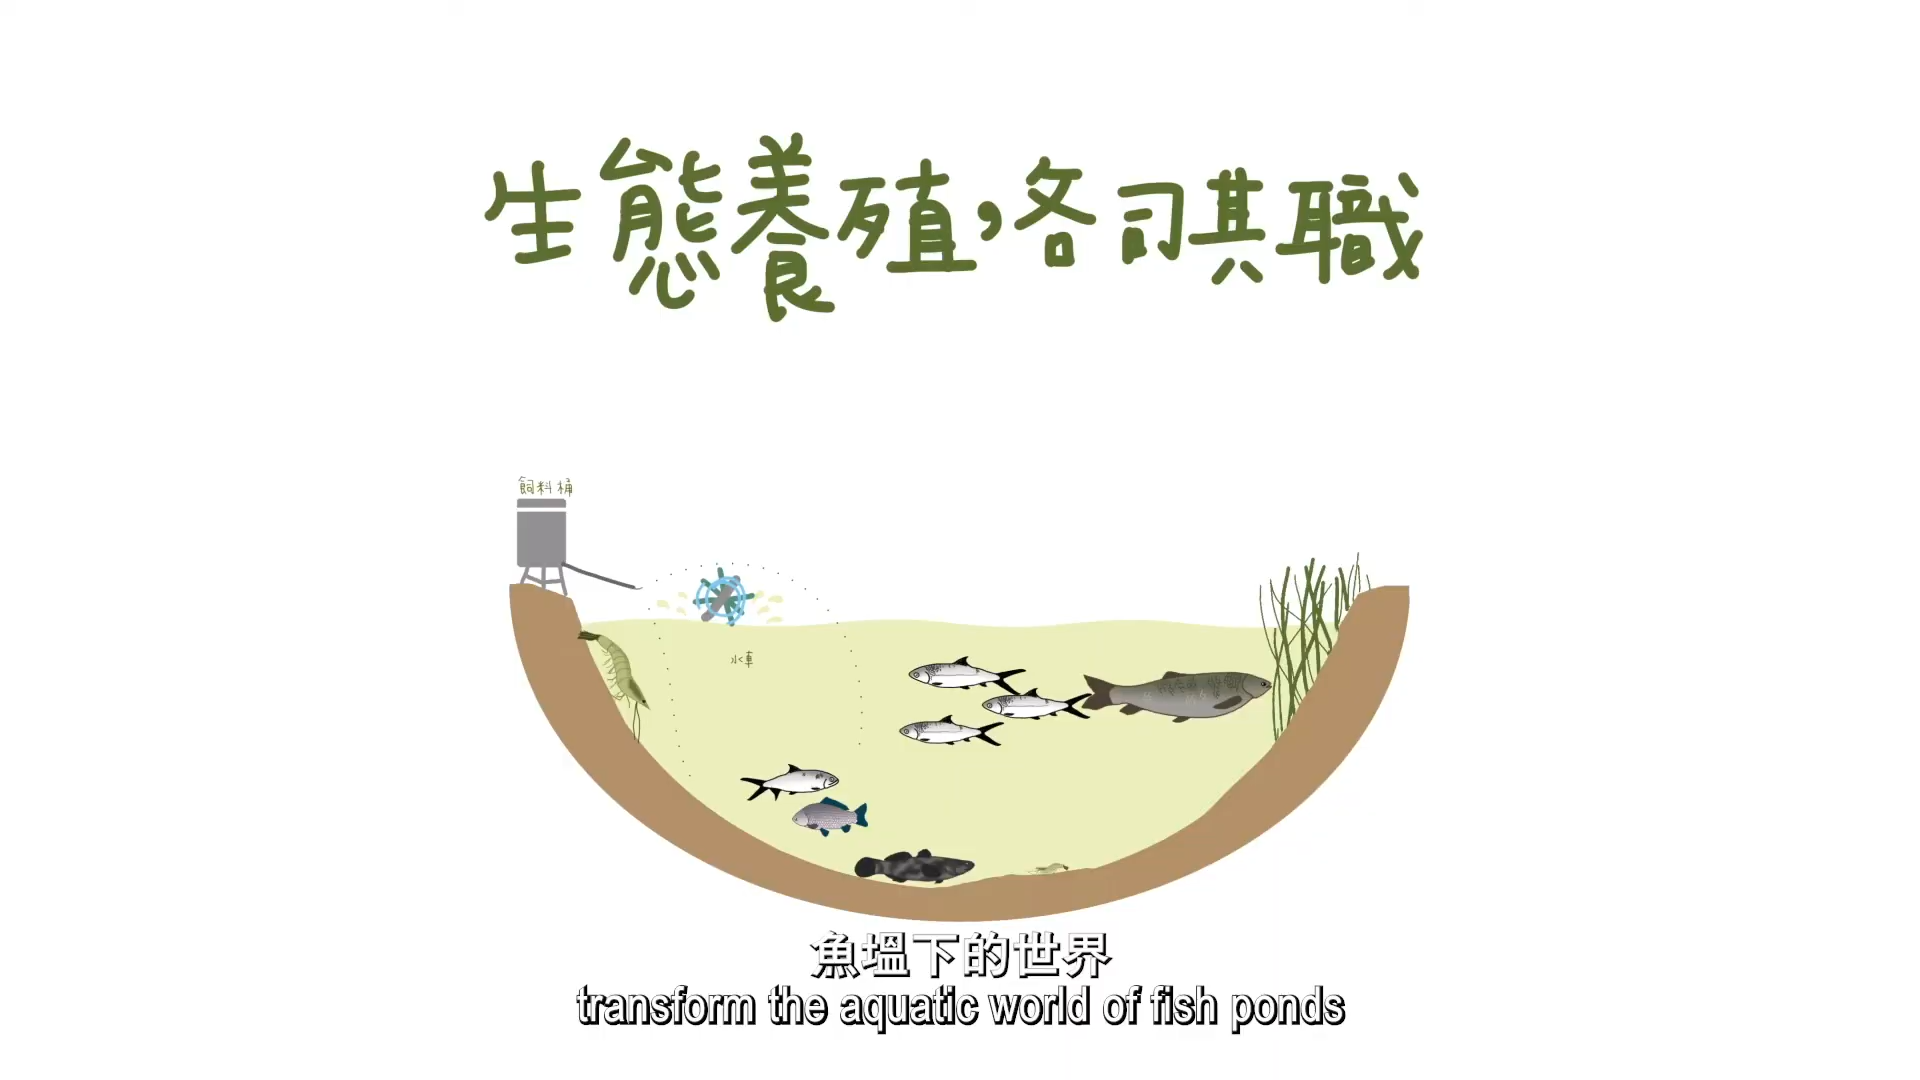 生態養殖,各司其職
飼料桶
水車
魚塭下的世界
transform the aquatic world of fish ponds